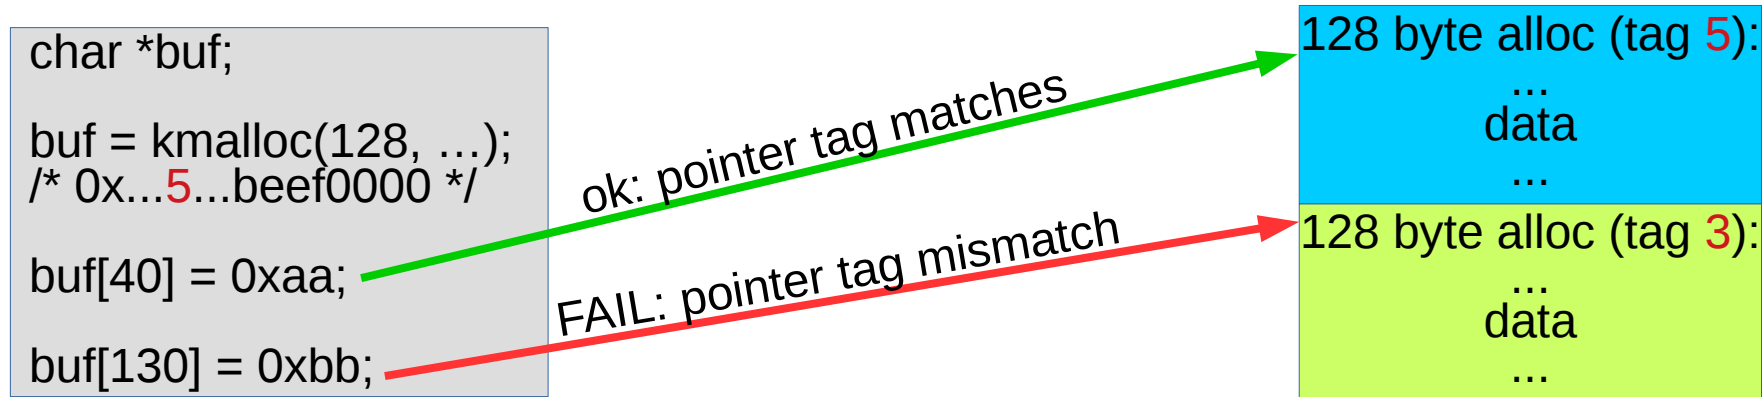 char *buf;
buf = kmalloc(128, ...);
/* 0x...5...beef0000 */
buf[40] = 0xaa;
buf[130] = 0xbb;
ok: pointer tag matches
FAIL: pointer tag mismatch
128 byte alloc (tag 5):
...
data
...
128 byte alloc (tag 3):
...
data
...